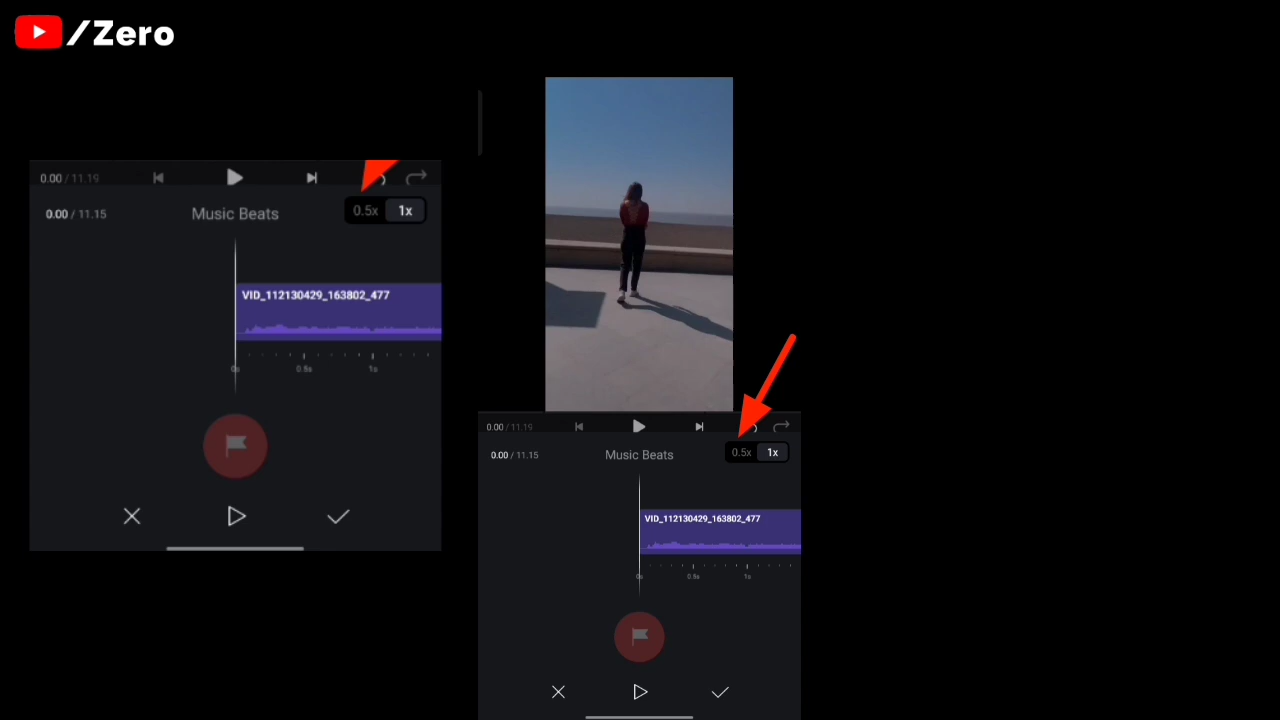 /Zero
0.00 / 11.19
0.00 / 11.15
Music Beats
0.5x 1x
VID_112130429_163802_477
0s 0.5s 1s
0.00 / 11.19
0.00 / 11.15
Music Beats
0.5x 1x
VID_112130429_163802_477
0s 0.5s 1s